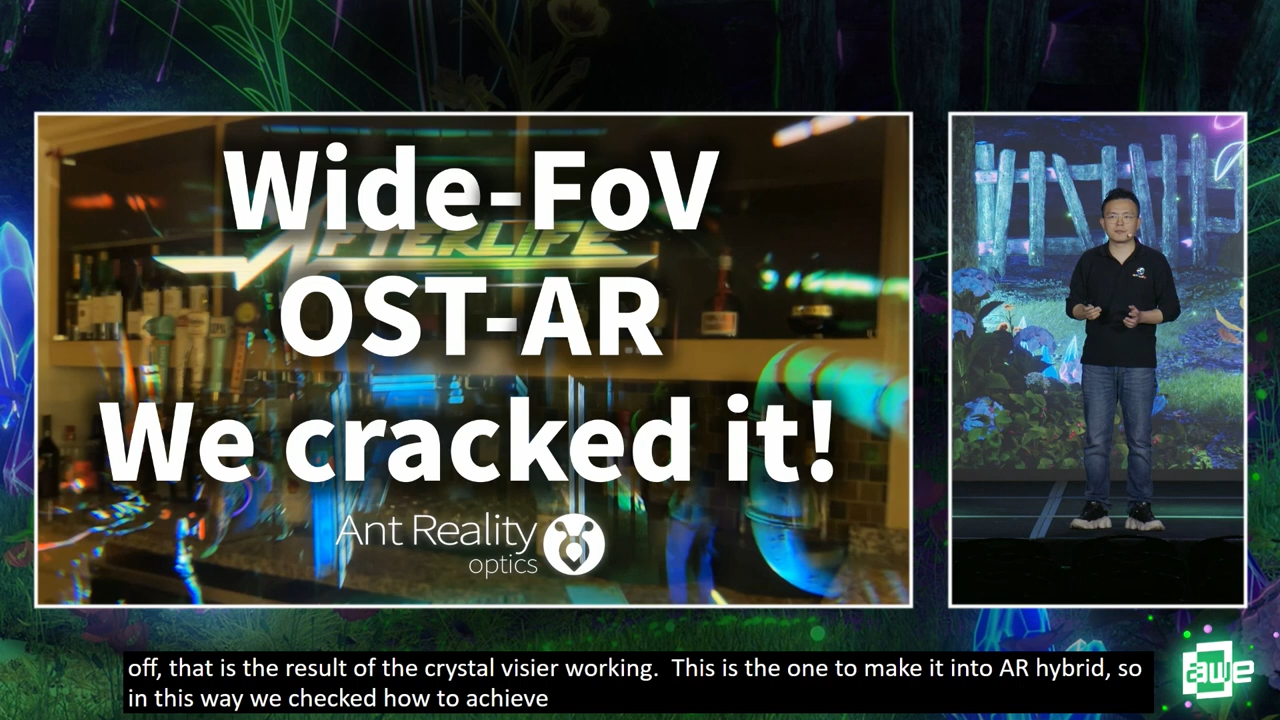 Wide-FoV
AFTERLIFE
OST-AR
We cracked it!
Ant Reality
optics
off, that is the result of the crystal visier working.  This is the one to make it into AR hybrid, so
in this way we checked how to achieve
awe